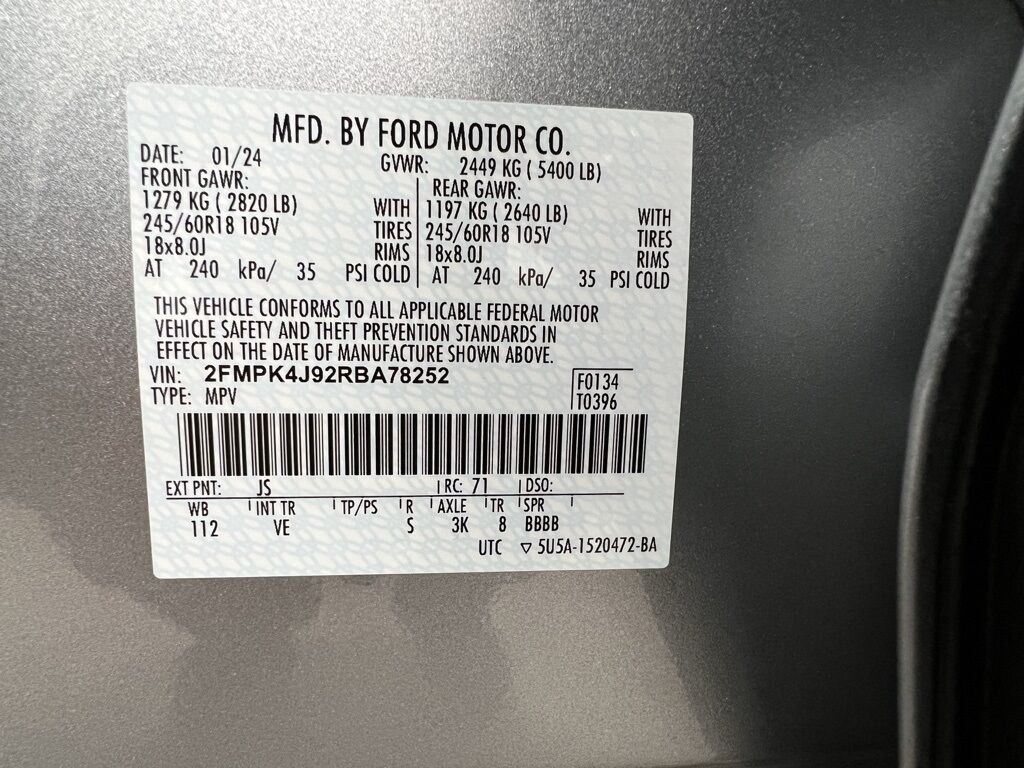 MFD. BY FORD MOTOR CO.
DATE: 01/24 GVWR: 2449 KG ( 5400 LB)
FRONT GAWR: REAR GAWR:
1279 KG ( 2820 LB) WITH 1197 KG ( 2640 LB) WITH
245/60R18 105V TIRES 245/60R18 105V TIRES
18x8.0J RIMS 18x8.0J RIMS
AT 240 kPa/ 35 PSI COLD AT 240 kPa/ 35 PSI COLD
THIS VEHICLE CONFORMS TO ALL APPLICABLE FEDERAL MOTOR
VEHICLE SAFETY AND THEFT PREVENTION STANDARDS IN
EFFECT ON THE DATE OF MANUFACTURE SHOWN ABOVE.
VIN: 2FMPK4J92RBA78252 F0134
TYPE: MPV T0396
EXT PNT: JS RC: 71 DSO:
WB INT TR TP/PS R AXLE TR SPR
112 VE S 3K 8 BBBB
UTC ▽ 5U5A-1520472-BA